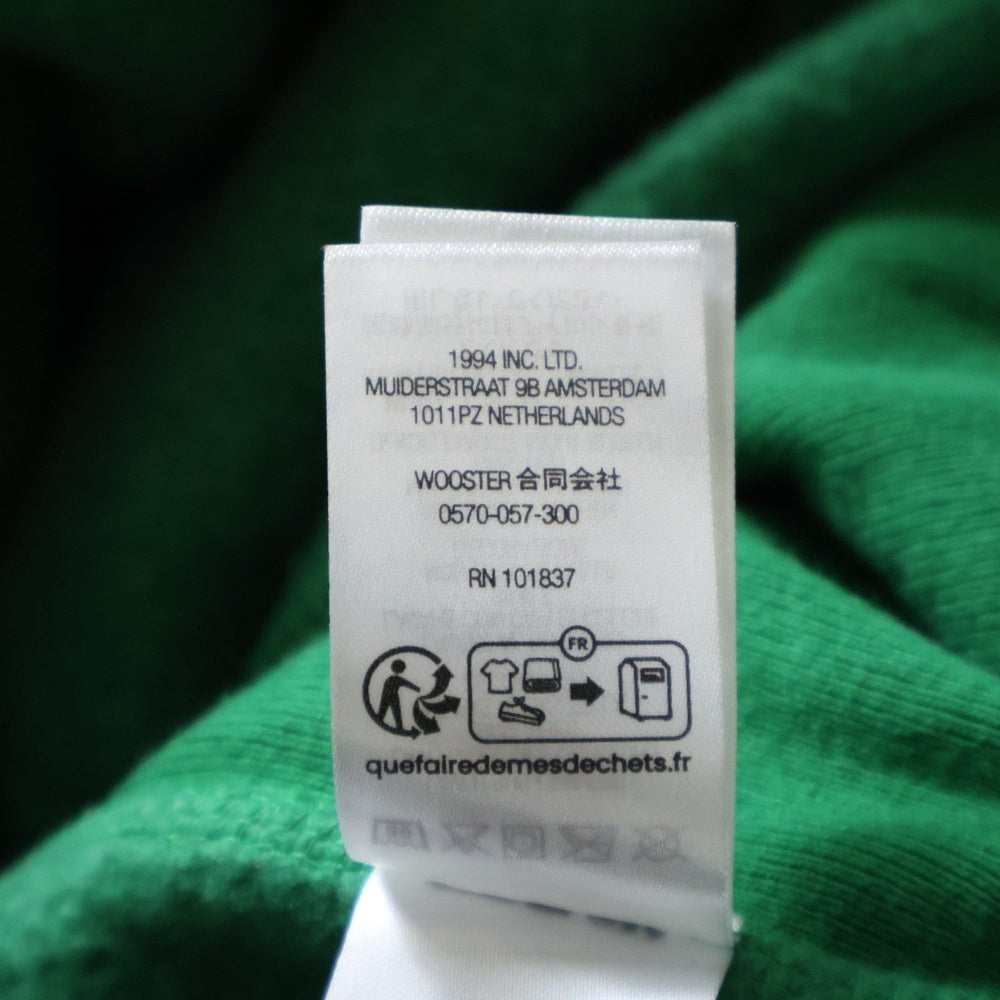 1994 INC. LTD.
MUIDERSTRAAT 9B AMSTERDAM
1011PZ NETHERLANDS
WOOSTER 合同会社
0570-057-300
RN 101837
FR
quefairedemesdechets.fr